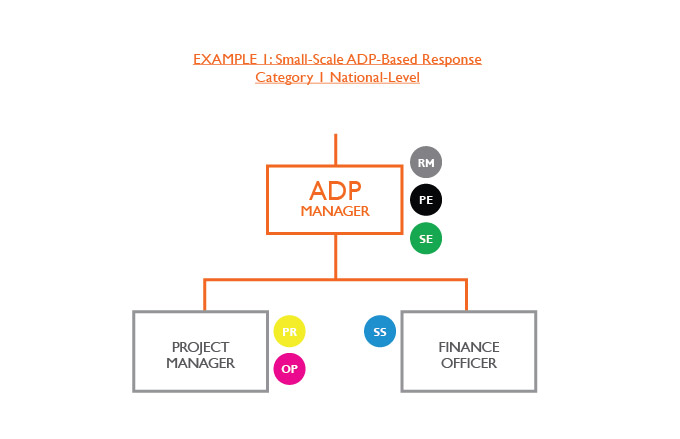 EXAMPLE 1: Small-Scale ADP-Based Response
Category 1 National-Level
RM
ADP
MANAGER
PE
SE
PROJECT
MANAGER
PR
OP
SS
FINANCE
OFFICER